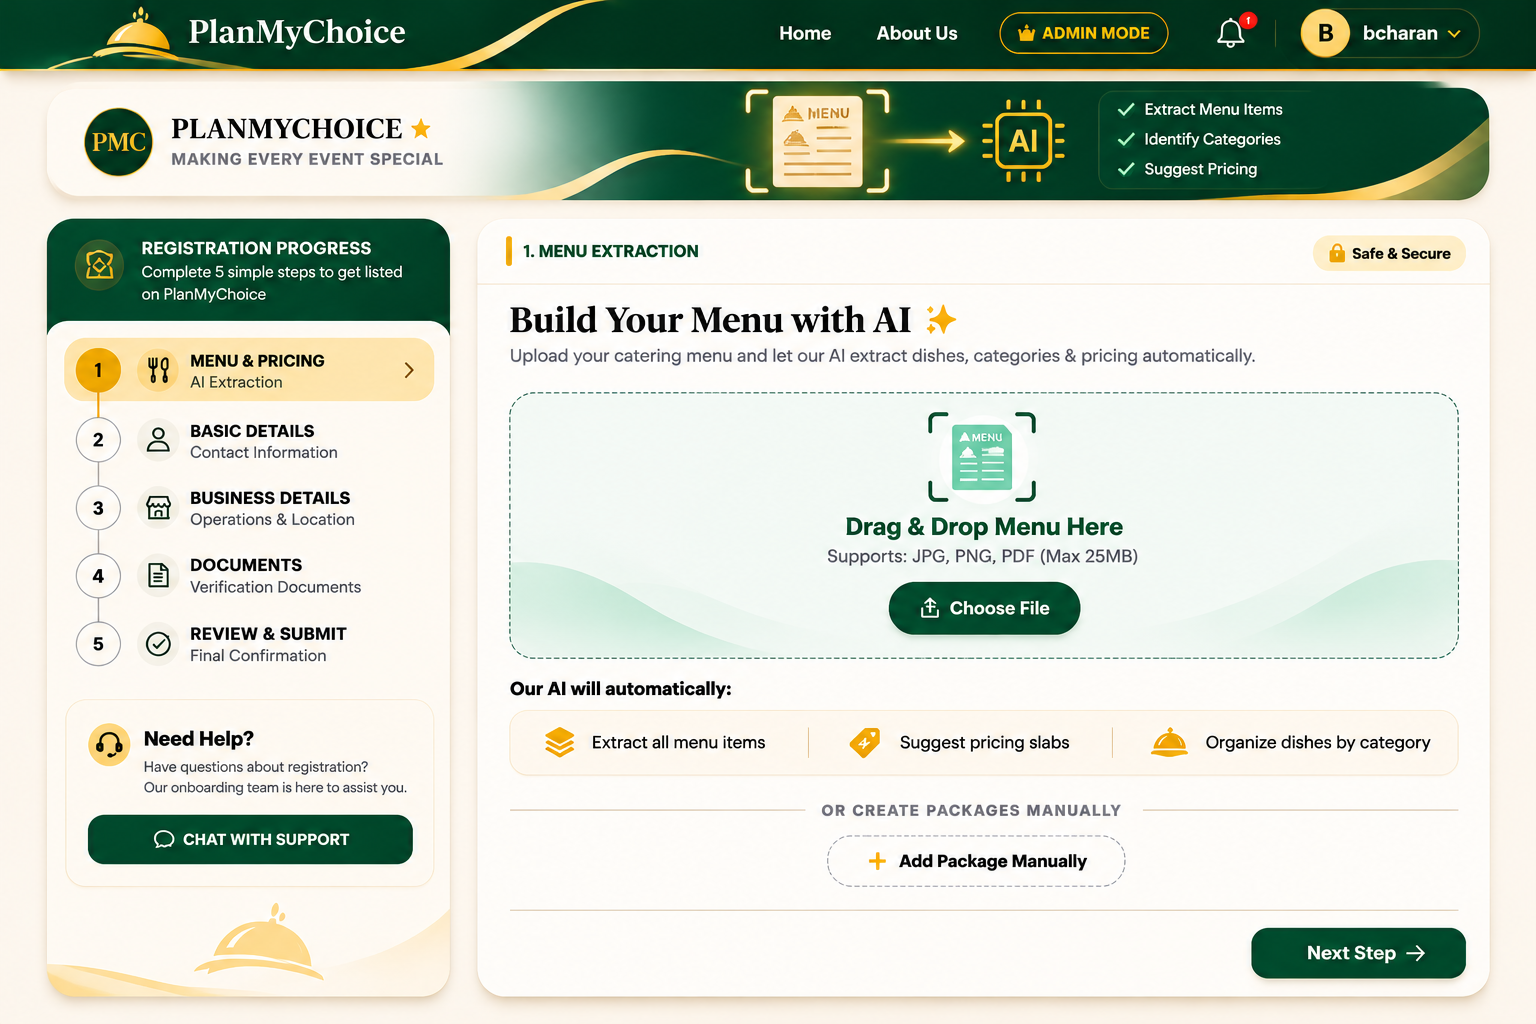 PlanMyChoice
Home
About Us
ADMIN MODE
1
B
bcharan
PMC
PLANMYCHOICE
MAKING EVERY EVENT SPECIAL
MENU
AI
Extract Menu Items
Identify Categories
Suggest Pricing
REGISTRATION PROGRESS
Complete 5 simple steps to get listed
on PlanMyChoice
1
MENU & PRICING
AI Extraction
2
BASIC DETAILS
Contact Information
3
BUSINESS DETAILS
Operations & Location
4
DOCUMENTS
Verification Documents
5
REVIEW & SUBMIT
Final Confirmation
Need Help?
Have questions about registration?
Our onboarding team is here to assist you.
CHAT WITH SUPPORT
1. MENU EXTRACTION
Safe & Secure
Build Your Menu with AI
Upload your catering menu and let our AI extract dishes, categories & pricing automatically.
MENU
Drag & Drop Menu Here
Supports: JPG, PNG, PDF (Max 25MB)
Choose File
Our AI will automatically:
Extract all menu items
Suggest pricing slabs
Organize dishes by category
OR CREATE PACKAGES MANUALLY
Add Package Manually
Next Step